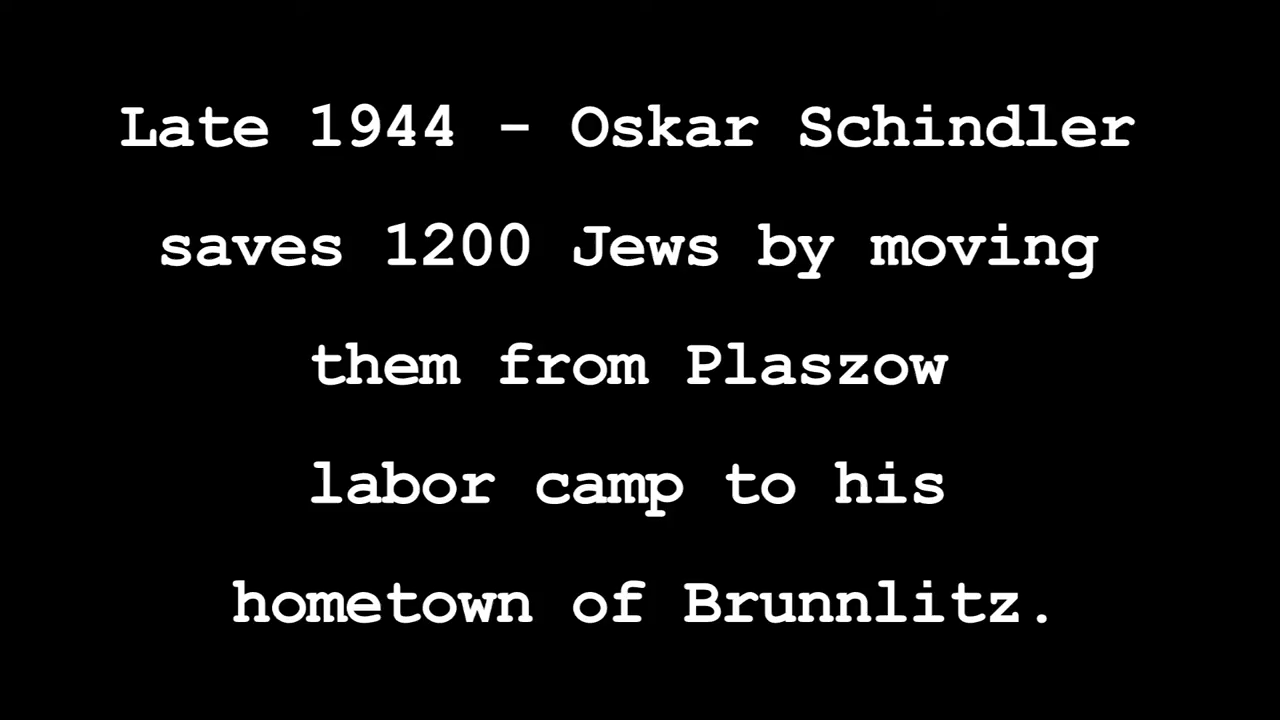 Late 1944 - Oskar Schindler
saves 1200 Jews by moving
them from Plaszow
labor camp to his
hometown of Brunnlitz.